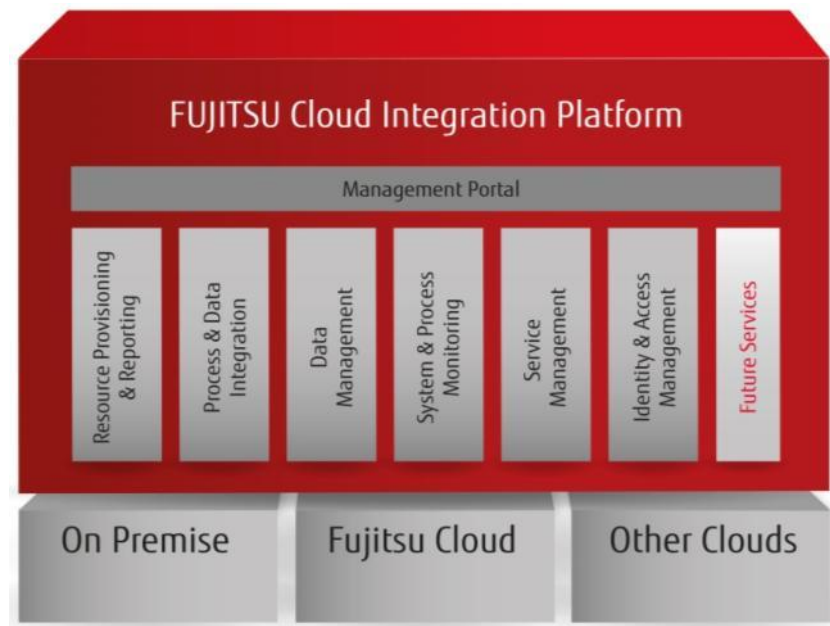 FUJITSU Cloud Integration Platform
Management Portal
Resource Provisioning
& Reporting
Process & Data
Integration
Data
Management
System & Process
Monitoring
Service
Management
Identity & Access
Management
Future Services
On Premise
Fujitsu Cloud
Other Clouds